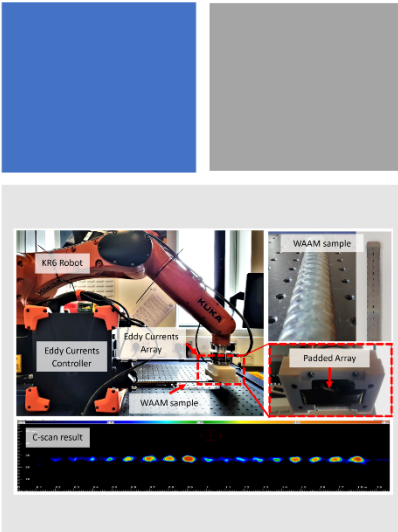 WAAM sample
KR6 Robot
KUKA
Eddy Currents
Array
Eddy Currents
Controller
Padded Array
WAAM sample
C-scan result